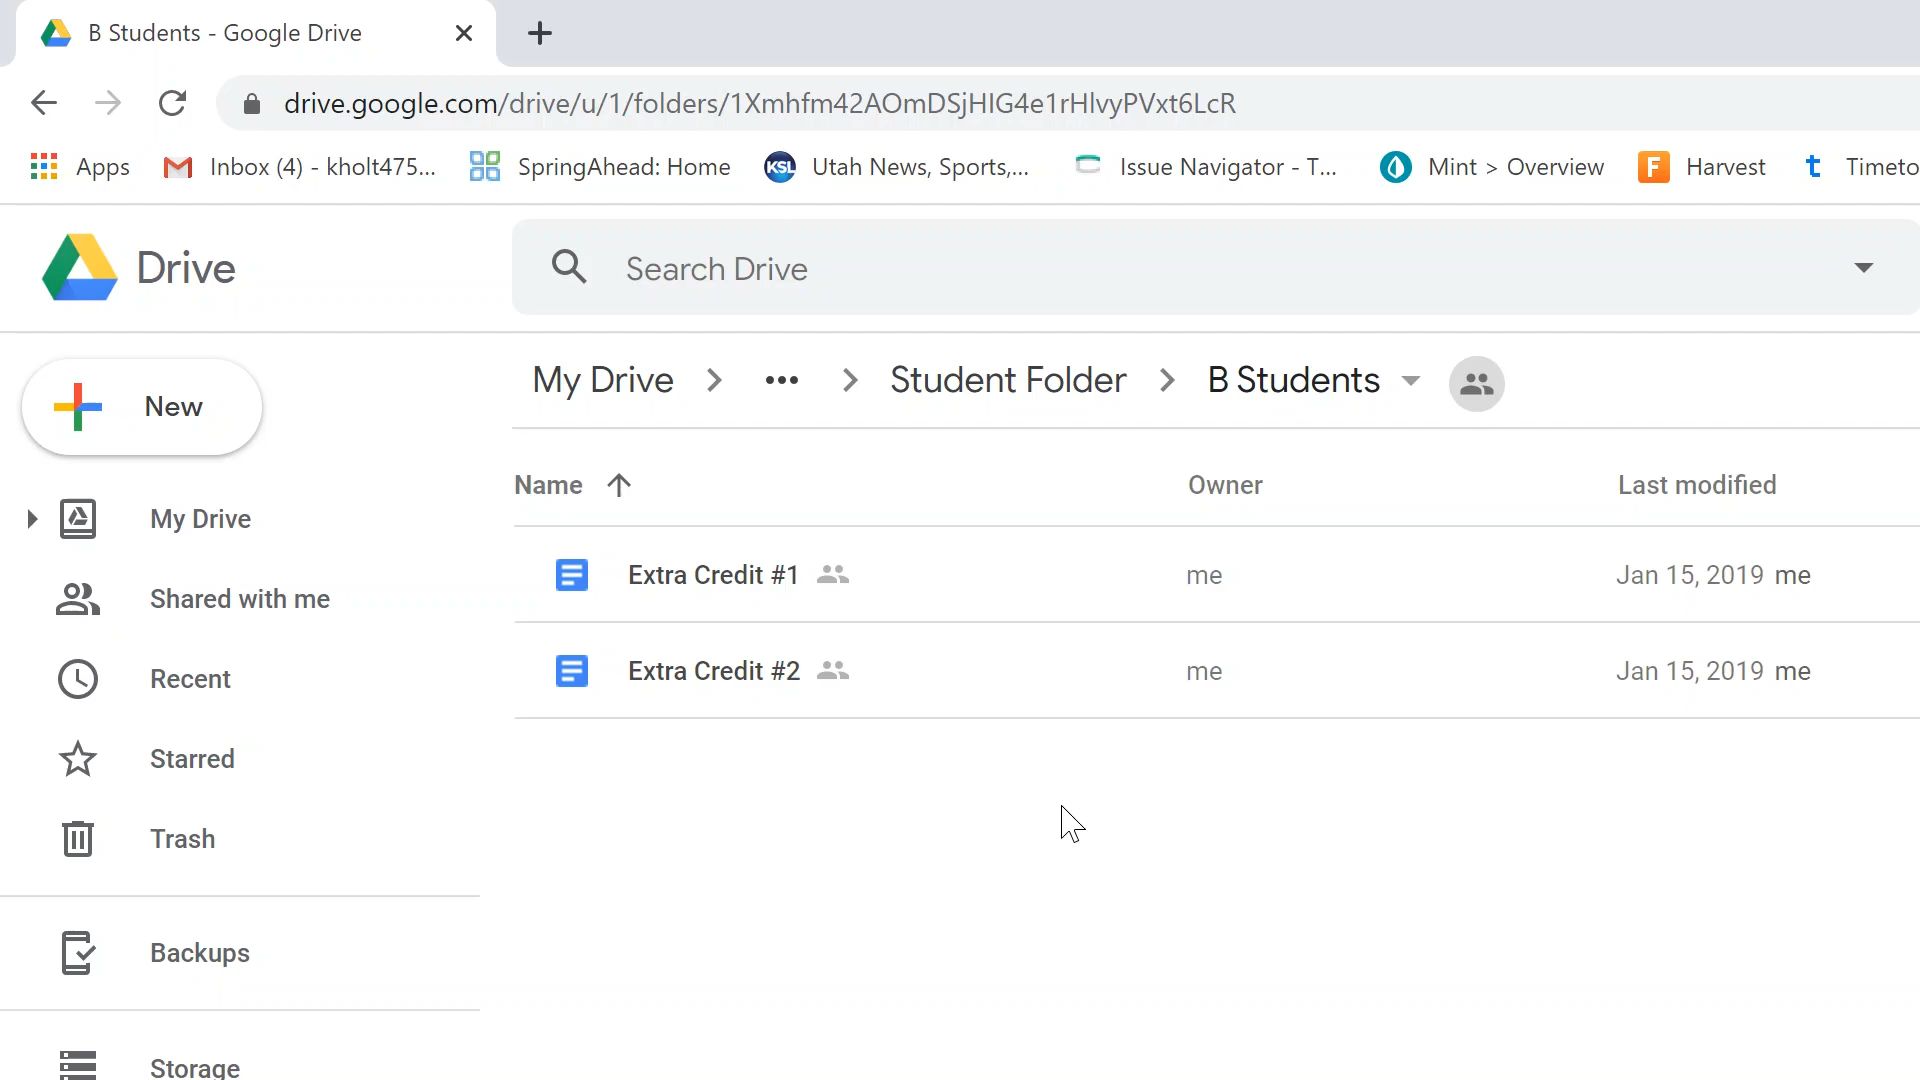 B Students - Google Drive
drive.google.com/drive/u/1/folders/1Xmhfm42AOmDSjHIG4e1rHlvyPVxt6LcR
Apps Inbox (4) - kholt475... SpringAhead: Home KSL Utah News, Sports,... Issue Navigator - T... Mint > Overview F Harvest t Timeto
Drive Search Drive
My Drive > ... > Student Folder > B Students
New
Name Owner Last modified
My Drive
Extra Credit #1 me Jan 15, 2019 me
Shared with me
Extra Credit #2 me Jan 15, 2019 me
Recent
Starred
Trash
Backups
Storage